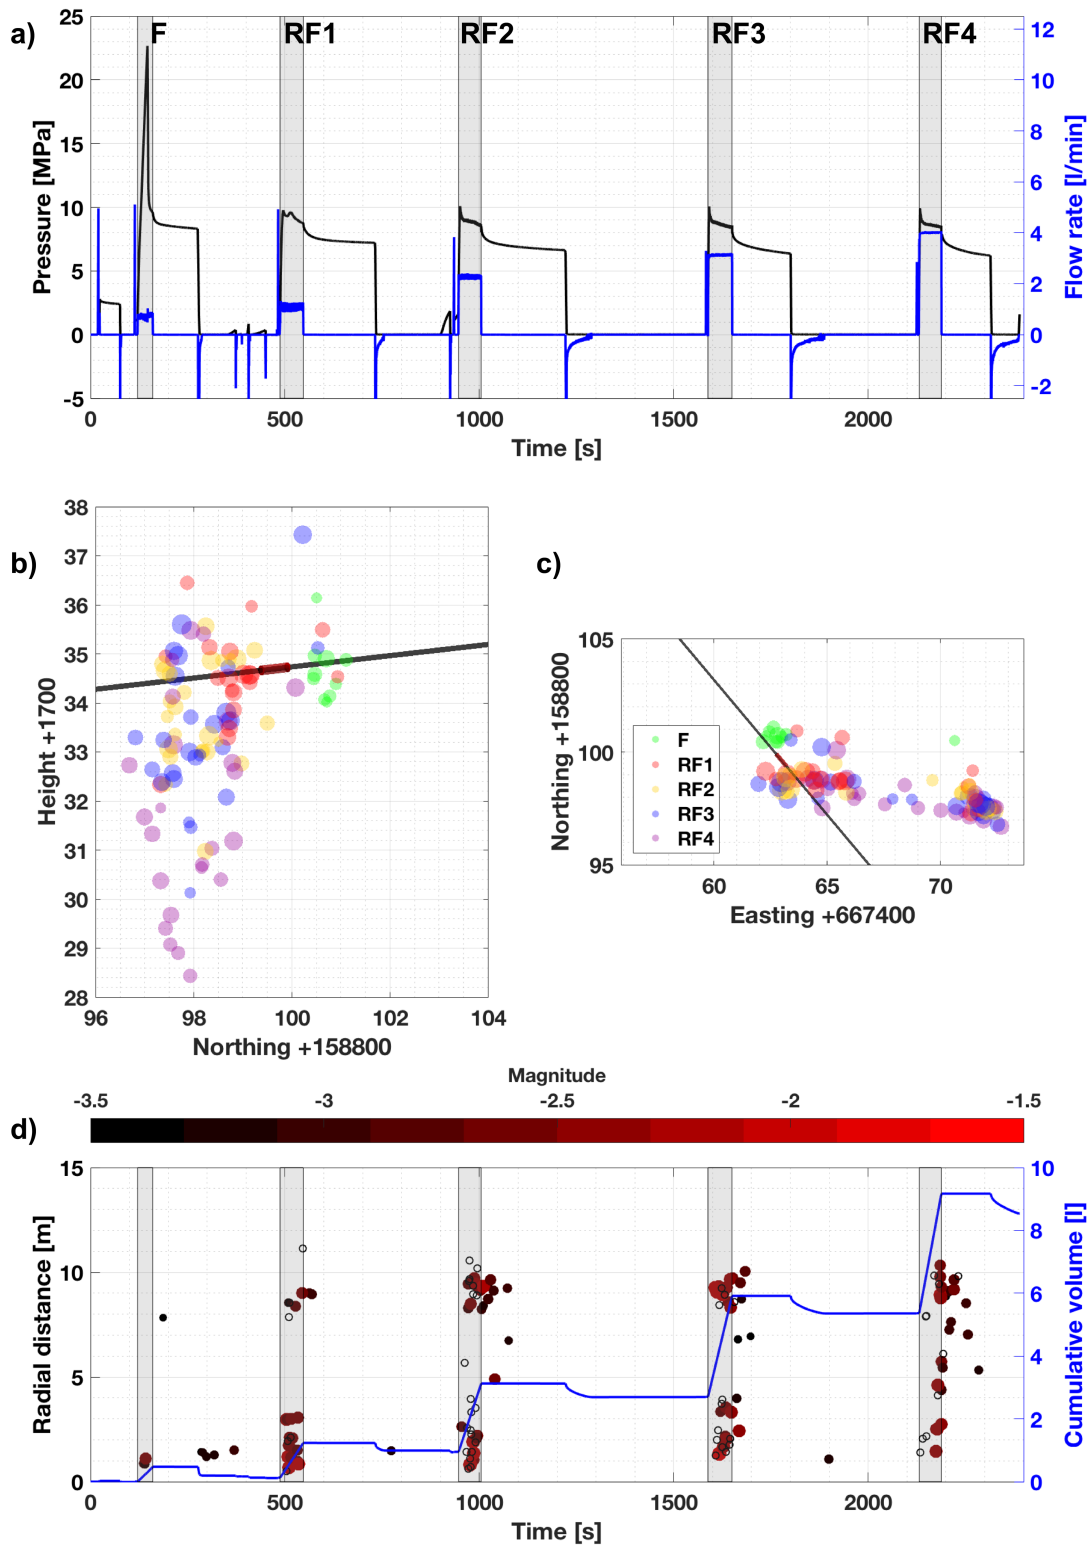 a)
F
RF1
RF2
RF3
RF4
25
20
15
10
5
0
-5
Pressure [MPa]
12
10
8
6
4
2
0
-2
Flow rate [l/min]
0
500
1000
1500
2000
Time [s]
b)
38
37
36
35
34
33
32
31
30
29
28
Height +1700
96
98
100
102
104
Northing +158800
c)
105
100
95
Northing +158800
F
RF1
RF2
RF3
RF4
60
65
70
Easting +667400
Magnitude
-3.5
-3
-2.5
-2
-1.5
d)
15
10
5
0
Radial distance [m]
10
8
6
4
2
0
Cumulative volume [l]
0
500
1000
1500
2000
Time [s]